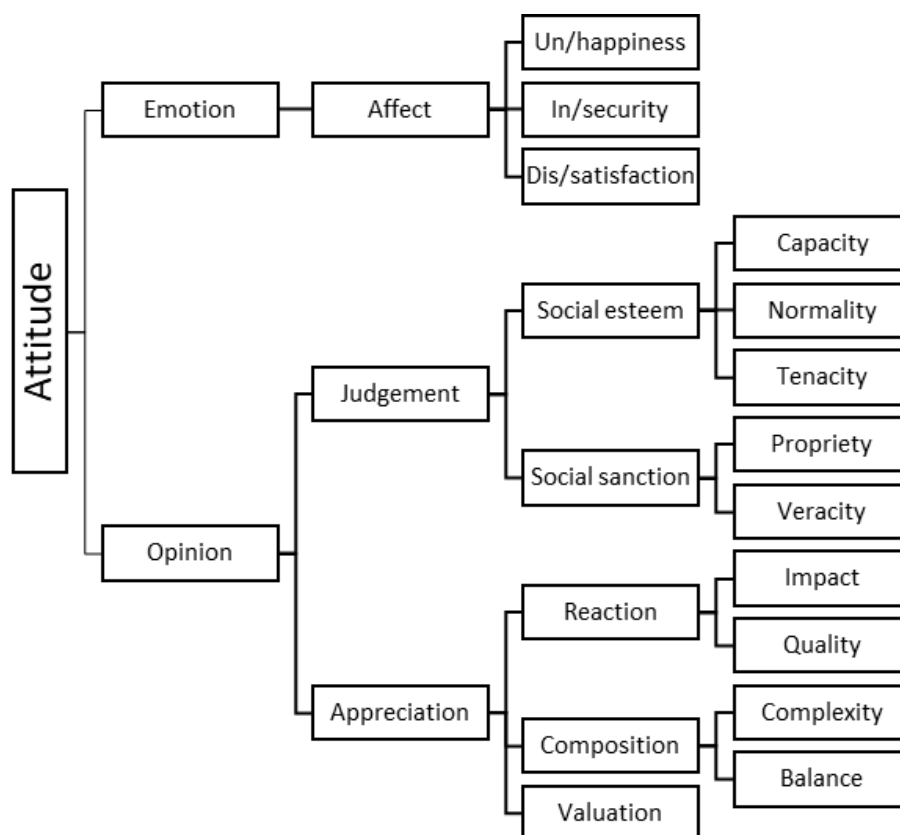 Attitude
Emotion
Affect
Un/happiness
In/security
Dis/satisfaction
Opinion
Judgement
Social esteem
Capacity
Normality
Tenacity
Social sanction
Propriety
Veracity
Appreciation
Reaction
Impact
Quality
Composition
Complexity
Balance
Valuation